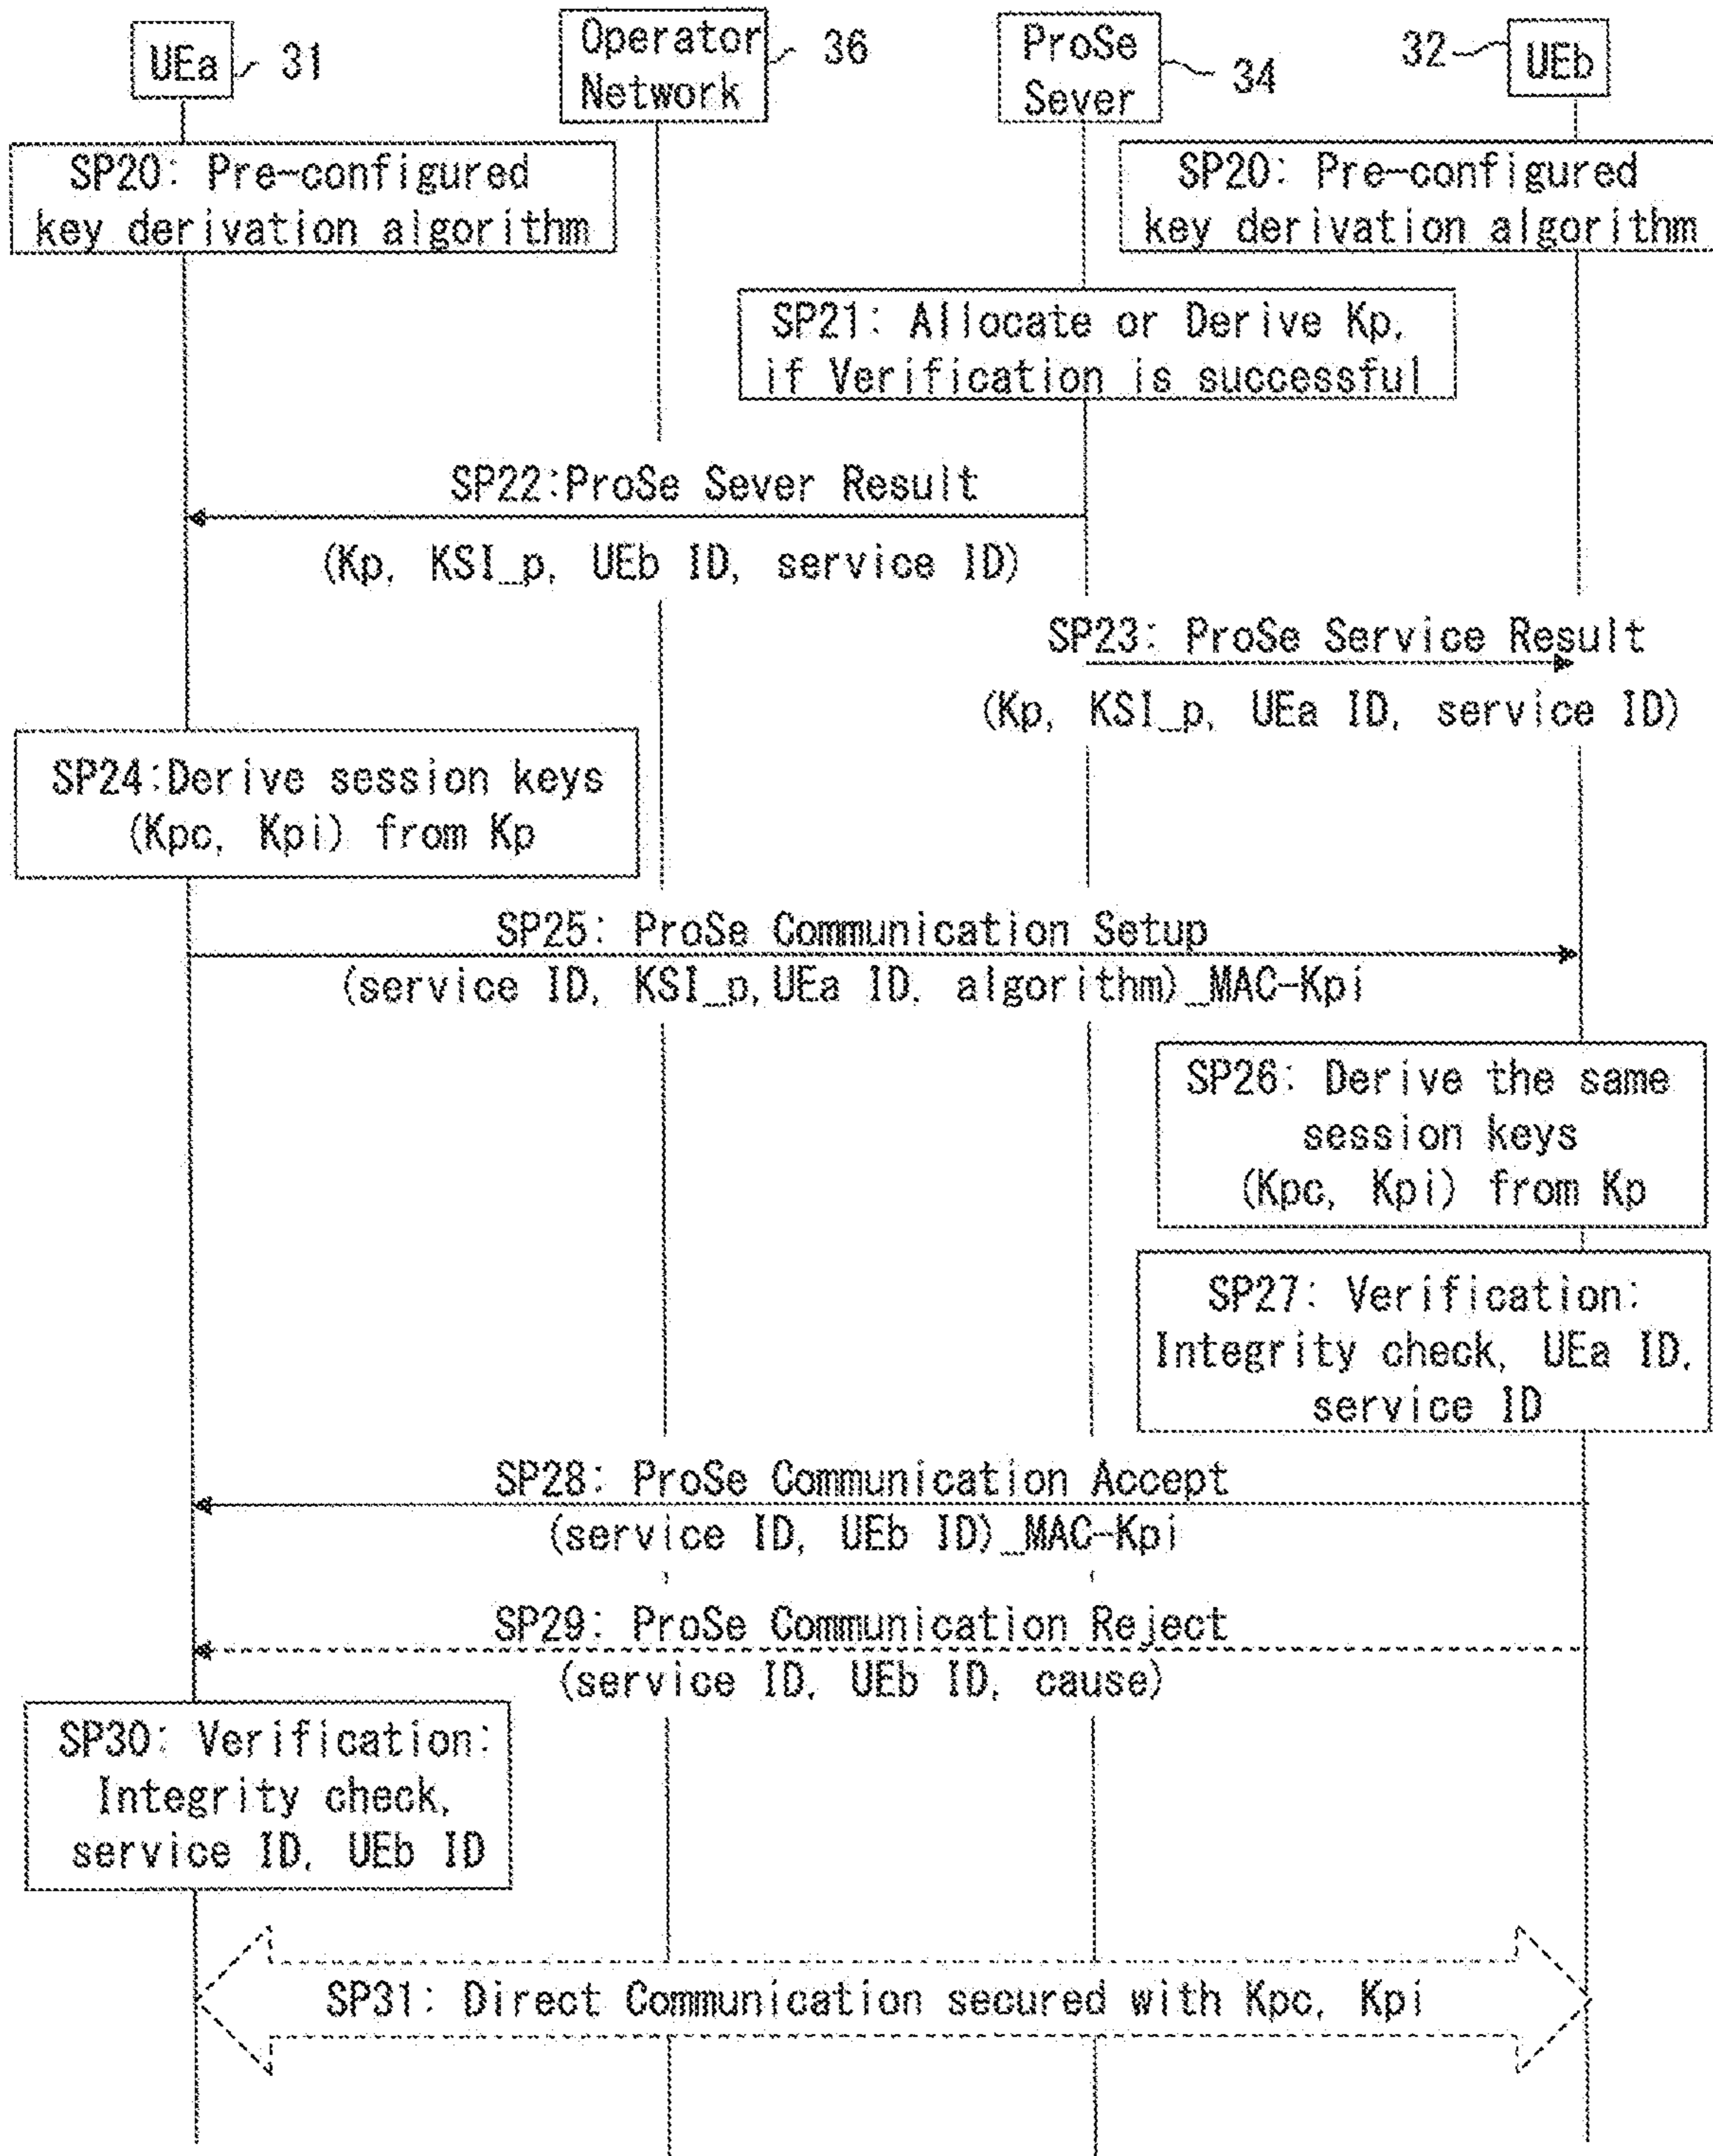 UEa 31
Operator
Network
36
ProSe
Sever
34
32 UEb
SP20: Pre-configured
key derivation algorithm
SP20: Pre-configured
key derivation algorithm
SP21: Allocate or Derive Kp,
if Verification is successful
SP22:ProSe Sever Result
(Kp, KSI_p, UEb ID, service ID)
SP23: ProSe Service Result
(Kp, KSI_p, UEa ID, service ID)
SP24:Derive session keys
(Kpc, Kpi) from Kp
SP25: ProSe Communication Setup
(service ID, KSI_p,UEa ID, algorithm)_MAC-Kpi
SP26: Derive the same
session keys
(Kpc, Kpi) from Kp
SP27: Verification:
Integrity check, UEa ID,
service ID
SP28: ProSe Communication Accept
(service ID, UEb ID)_MAC-Kpi
SP29: ProSe Communication Reject
(service ID, UEb ID, cause)
SP30: Verification:
Integrity check,
service ID, UEb ID
SP31: Direct Communication secured with Kpc, Kpi